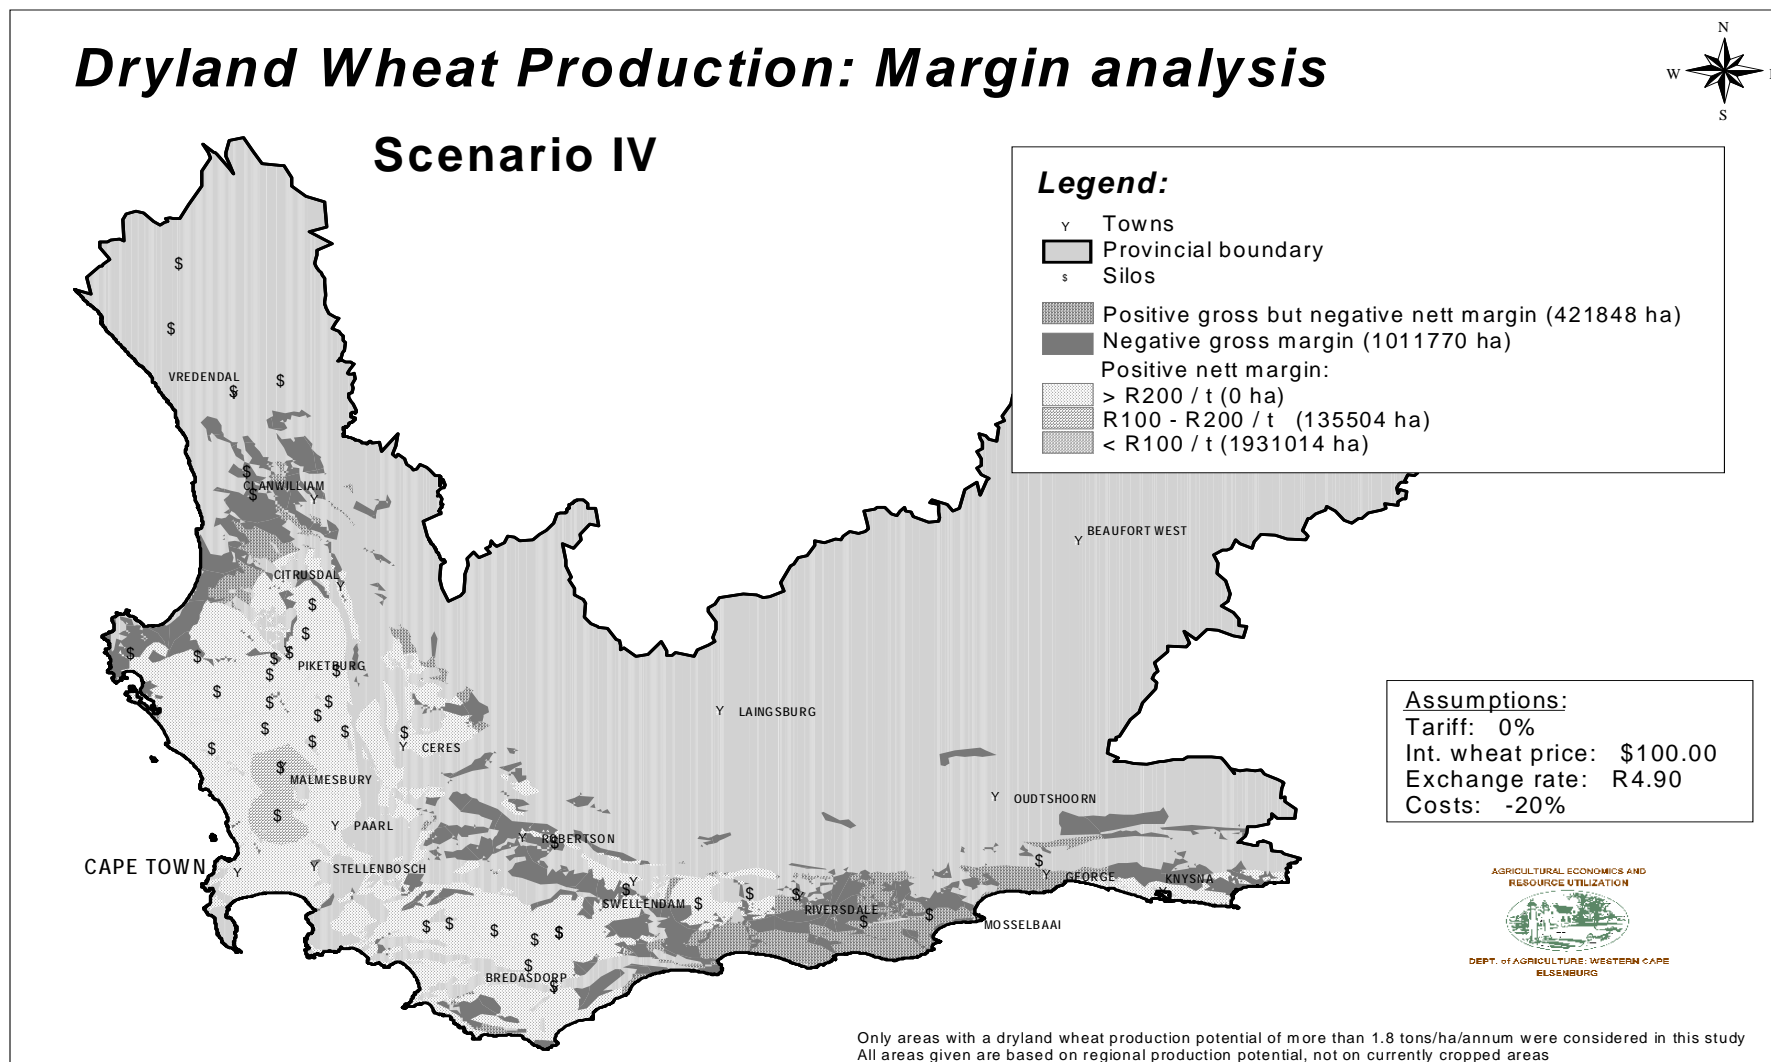 Dryland Wheat Production: Margin analysis
Scenario IV
N
W
S
Legend:
Y Towns
Provincial boundary
$ Silos
Positive gross but negative nett margin (421848 ha)
Negative gross margin (1011770 ha)
Positive nett margin:
> R200 / t (0 ha)
R100 - R200 / t (135504 ha)
< R100 / t (1931014 ha)
VREDENDAL
CLANWILLIAM
BEAUFORT WEST
CITRUSDAL
PIKETBURG
LAINGSBURG
CERES
MALMESBURY
OUDTSHOORN
PAARL
ROBERTSON
CAPE TOWN
STELLENBOSCH
GEORGE
KNYSNA
SWELLENDAM
RIVERSDALE
MOSSELBAAI
BREDASDORP
Assumptions:
Tariff: 0%
Int. wheat price: $100.00
Exchange rate: R4.90
Costs: -20%
AGRICULTURAL ECONOMICS AND
RESOURCE UTILIZATION
DEPT. of AGRICULTURE: WESTERN CAPE
ELSENBURG
Only areas with a dryland wheat production potential of more than 1.8 tons/ha/annum were considered in this study
All areas given are based on regional production potential, not on currently cropped areas